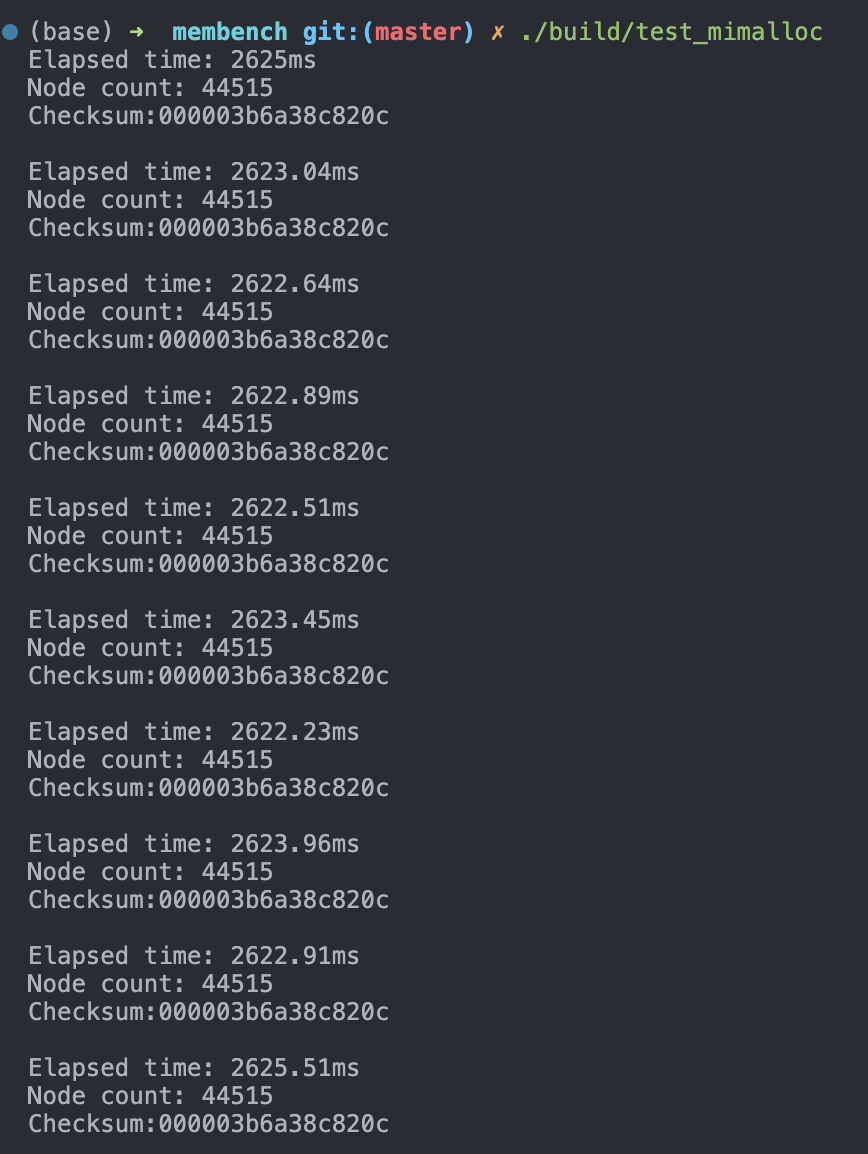 (base) ➜ membench git:(master) ✗ ./build/test_mimalloc
Elapsed time: 2625ms
Node count: 44515
Checksum:000003b6a38c820c
Elapsed time: 2623.04ms
Node count: 44515
Checksum:000003b6a38c820c
Elapsed time: 2622.64ms
Node count: 44515
Checksum:000003b6a38c820c
Elapsed time: 2622.89ms
Node count: 44515
Checksum:000003b6a38c820c
Elapsed time: 2622.51ms
Node count: 44515
Checksum:000003b6a38c820c
Elapsed time: 2623.45ms
Node count: 44515
Checksum:000003b6a38c820c
Elapsed time: 2622.23ms
Node count: 44515
Checksum:000003b6a38c820c
Elapsed time: 2623.96ms
Node count: 44515
Checksum:000003b6a38c820c
Elapsed time: 2622.91ms
Node count: 44515
Checksum:000003b6a38c820c
Elapsed time: 2625.51ms
Node count: 44515
Checksum:000003b6a38c820c